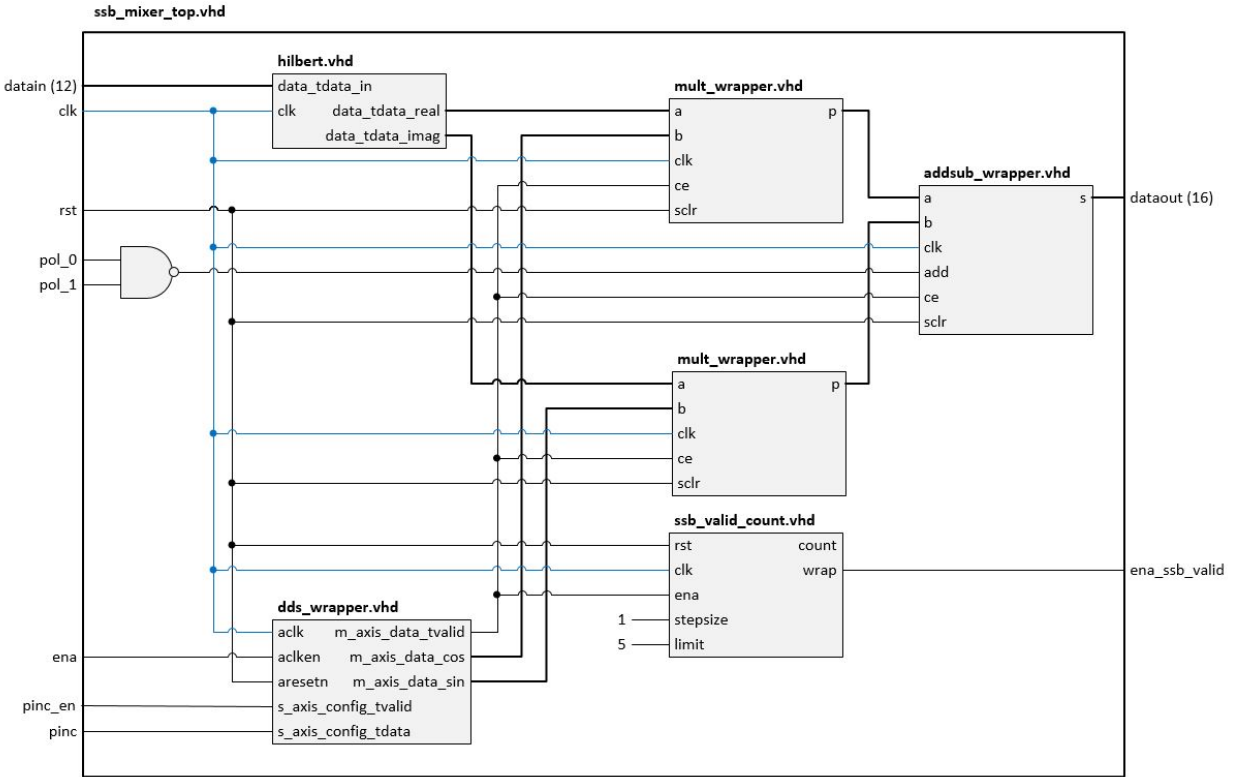 ssb_mixer_top.vhd
datain (12)
clk
rst
pol_0
pol_1
ena
pinc_en
pinc
hilbert.vhd
data_tdata_in
clk data_tdata_real
data_tdata_imag
mult_wrapper.vhd
a p
b
clk
ce
sclr
addsub_wrapper.vhd
a s
b
clk
add
ce
sclr
dataout (16)
mult_wrapper.vhd
a p
b
clk
ce
sclr
ssb_valid_count.vhd
rst count
clk wrap
ena
1 stepsize
5 limit
ena_ssb_valid
dds_wrapper.vhd
aclk m_axis_data_tvalid
aclken m_axis_data_cos
aresetn m_axis_data_sin
s_axis_config_tvalid
s_axis_config_tdata